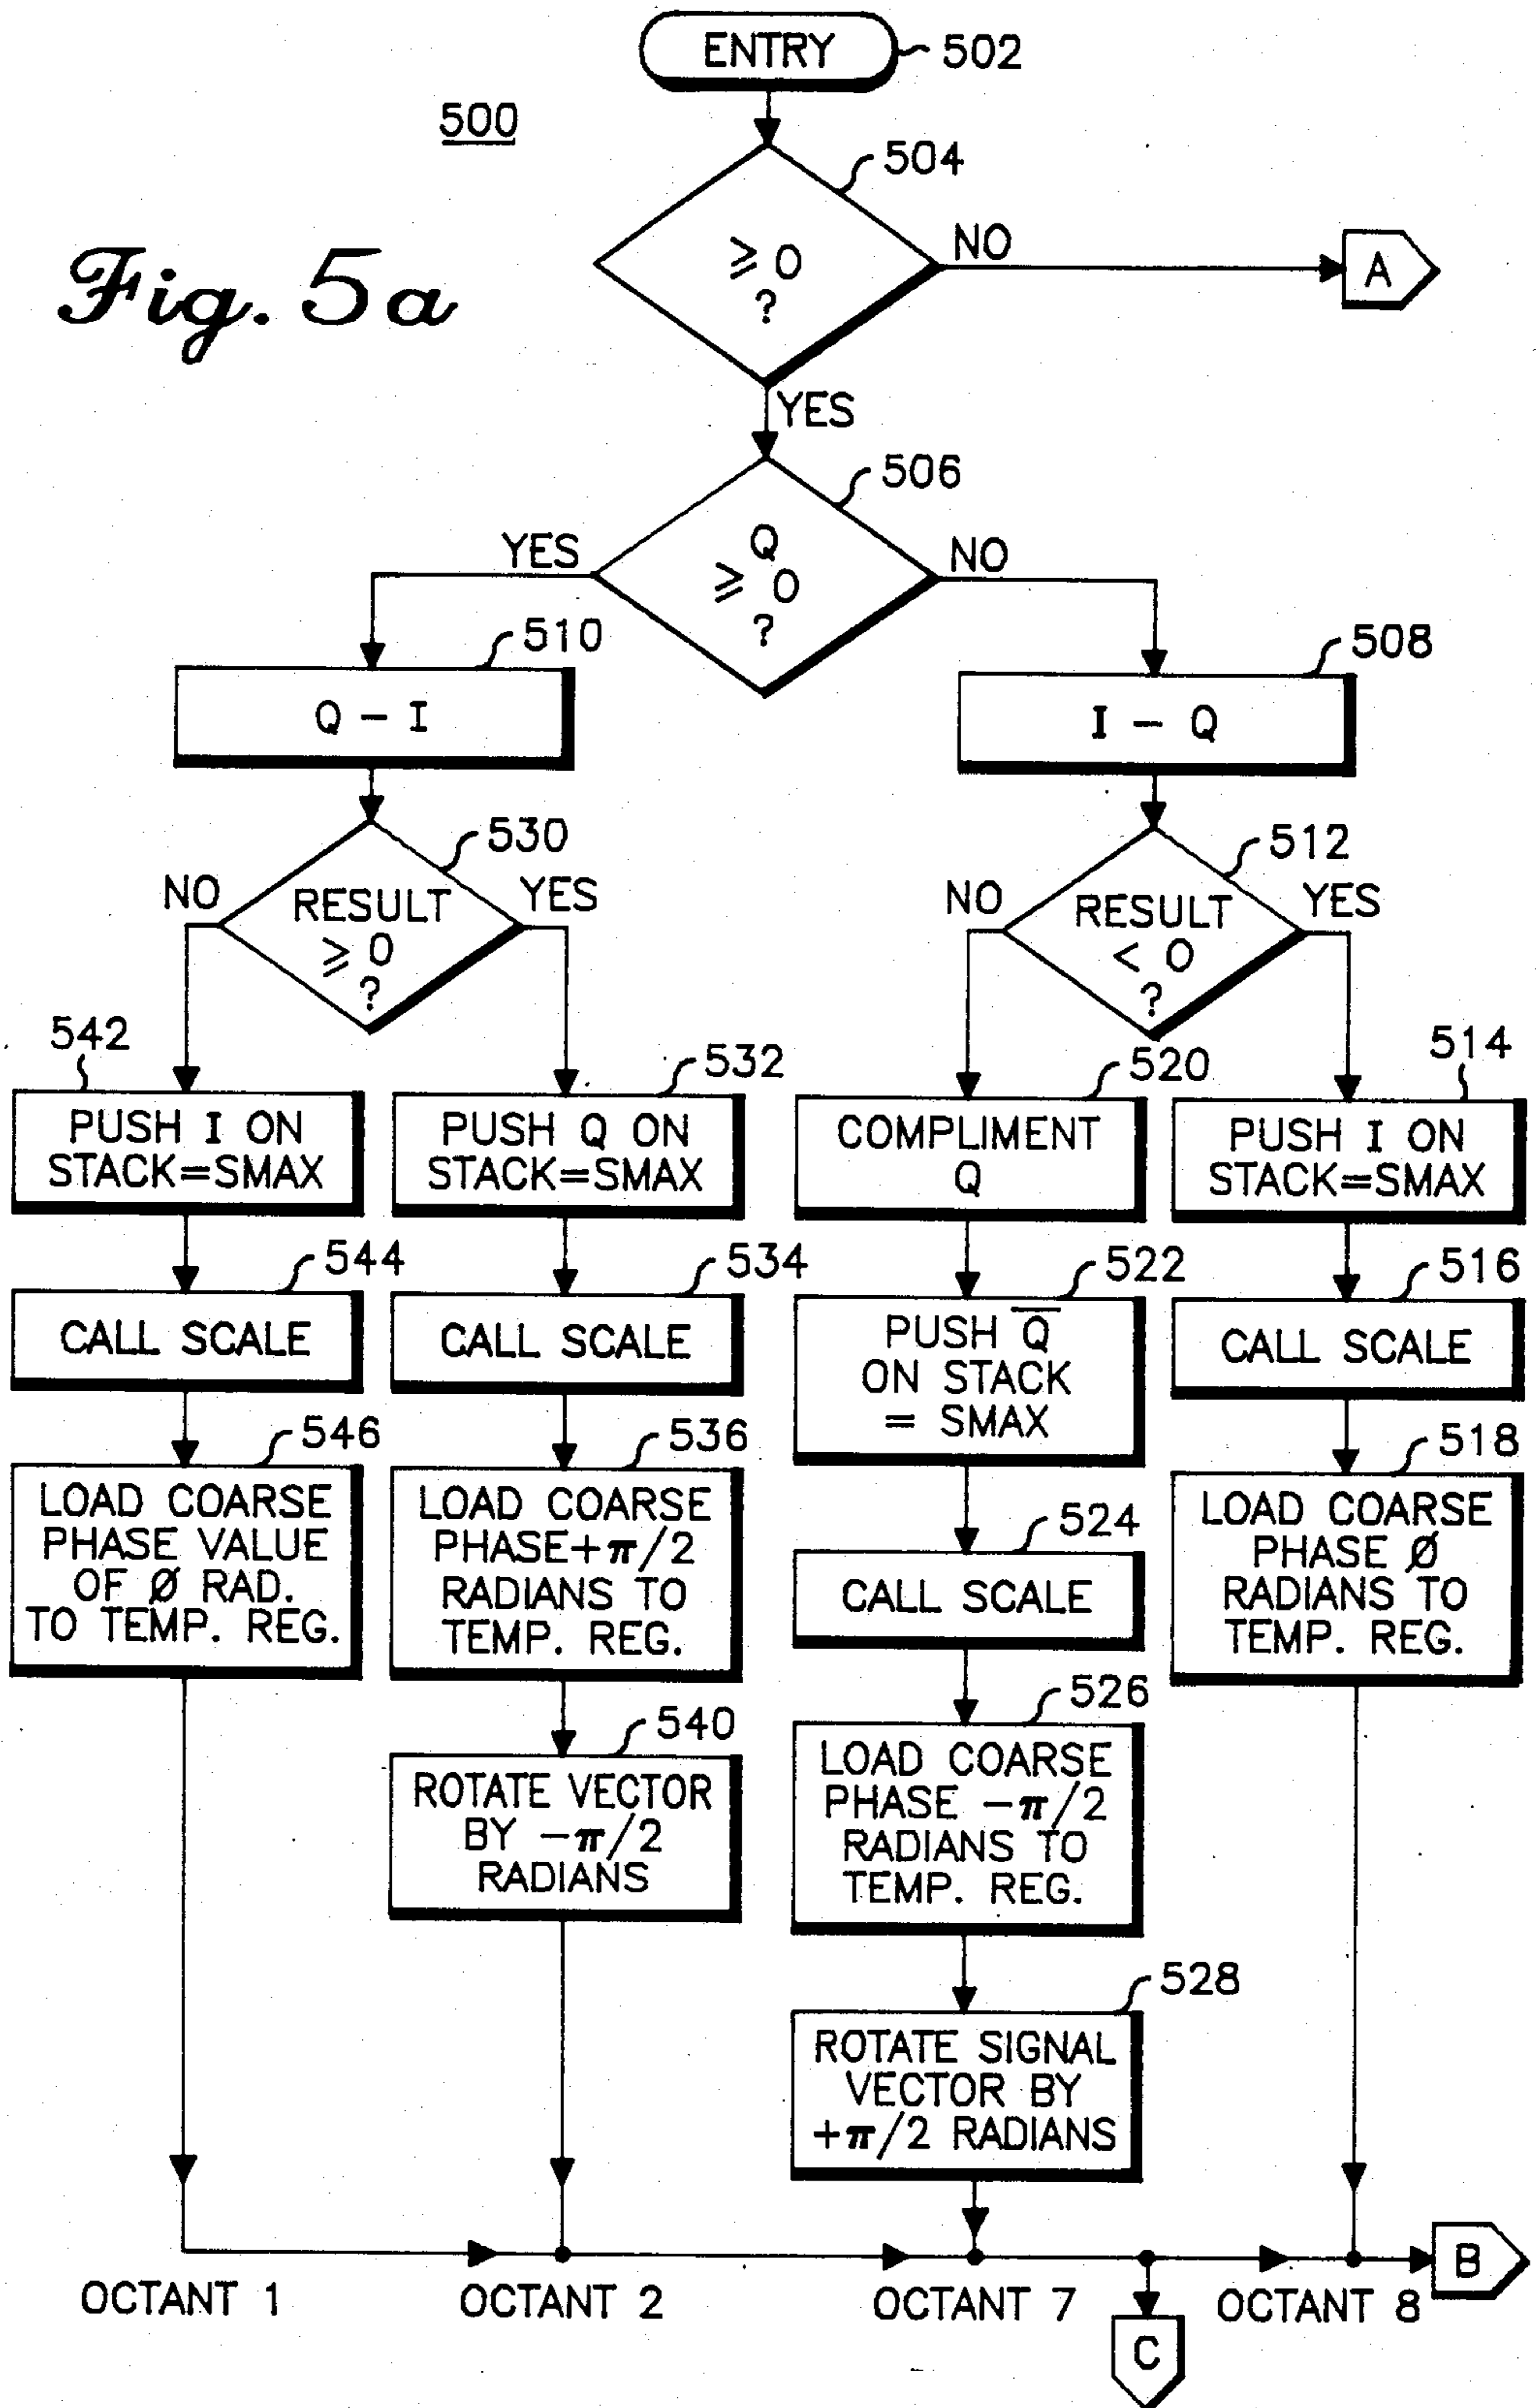 ENTRY
502
500
504
≥ 0
?
NO
A
Fig. 5a
YES
506
Q
≥ 0
?
YES
NO
510
508
Q – I
I – Q
530
512
NO
RESULT
≥ 0
?
YES
NO
RESULT
< 0
?
YES
542
532
520
514
PUSH I ON
STACK=SMAX
PUSH Q ON
STACK=SMAX
COMPLIMENT
Q
PUSH I ON
STACK=SMAX
544
534
522
516
CALL SCALE
CALL SCALE
PUSH Q̅
ON STACK
= SMAX
CALL SCALE
546
536
518
LOAD COARSE
PHASE VALUE
OF Ø RAD.
TO TEMP. REG.
LOAD COARSE
PHASE+π/2
RADIANS TO
TEMP. REG.
524
CALL SCALE
LOAD COARSE
PHASE Ø
RADIANS TO
TEMP. REG.
540
526
ROTATE VECTOR
BY –π/2
RADIANS
LOAD COARSE
PHASE –π/2
RADIANS TO
TEMP. REG.
528
ROTATE SIGNAL
VECTOR BY
+π/2 RADIANS
B
OCTANT 1
OCTANT 2
OCTANT 7
OCTANT 8
C